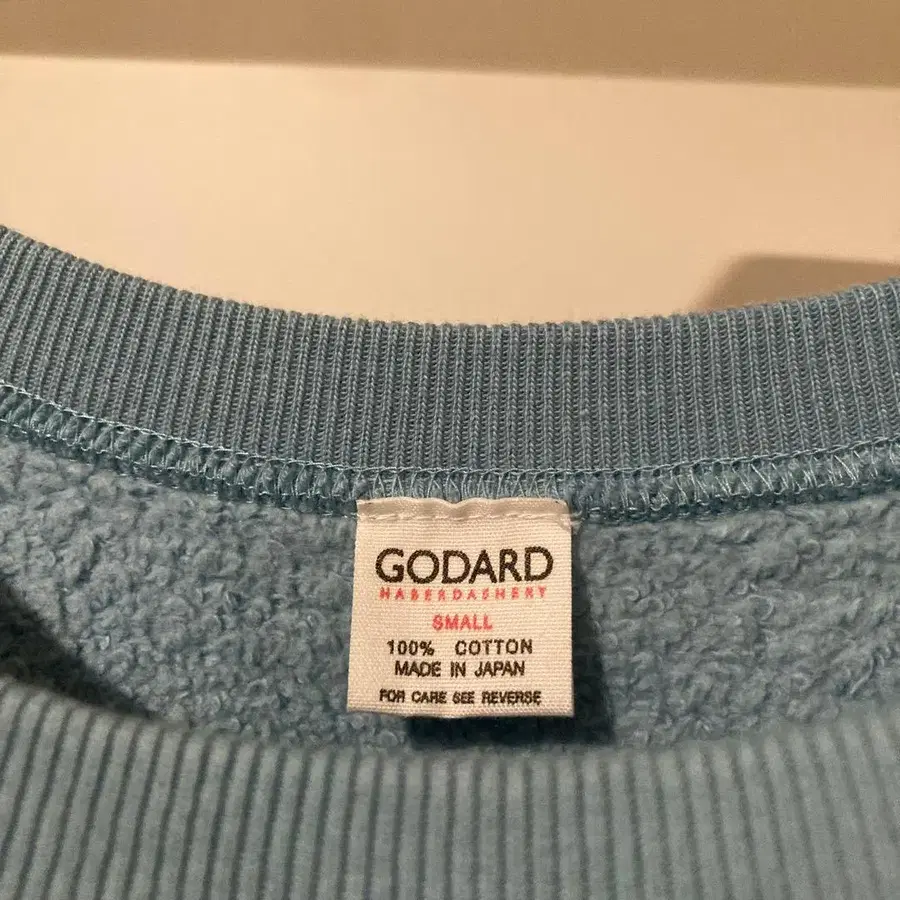 GODARD
HABERDASHERY
SMALL
100% COTTON
MADE IN JAPAN
FOR CARE SEE REVERSE